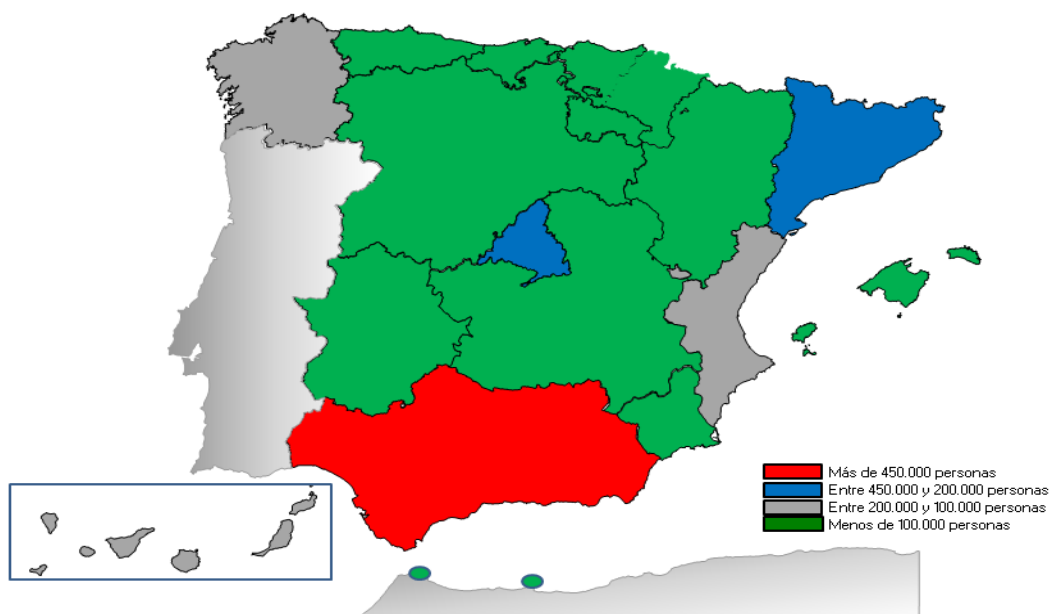 Más de 450.000 personas
Entre 450.000 y 200.000 personas
Entre 200.000 y 100.000 personas
Menos de 100.000 personas